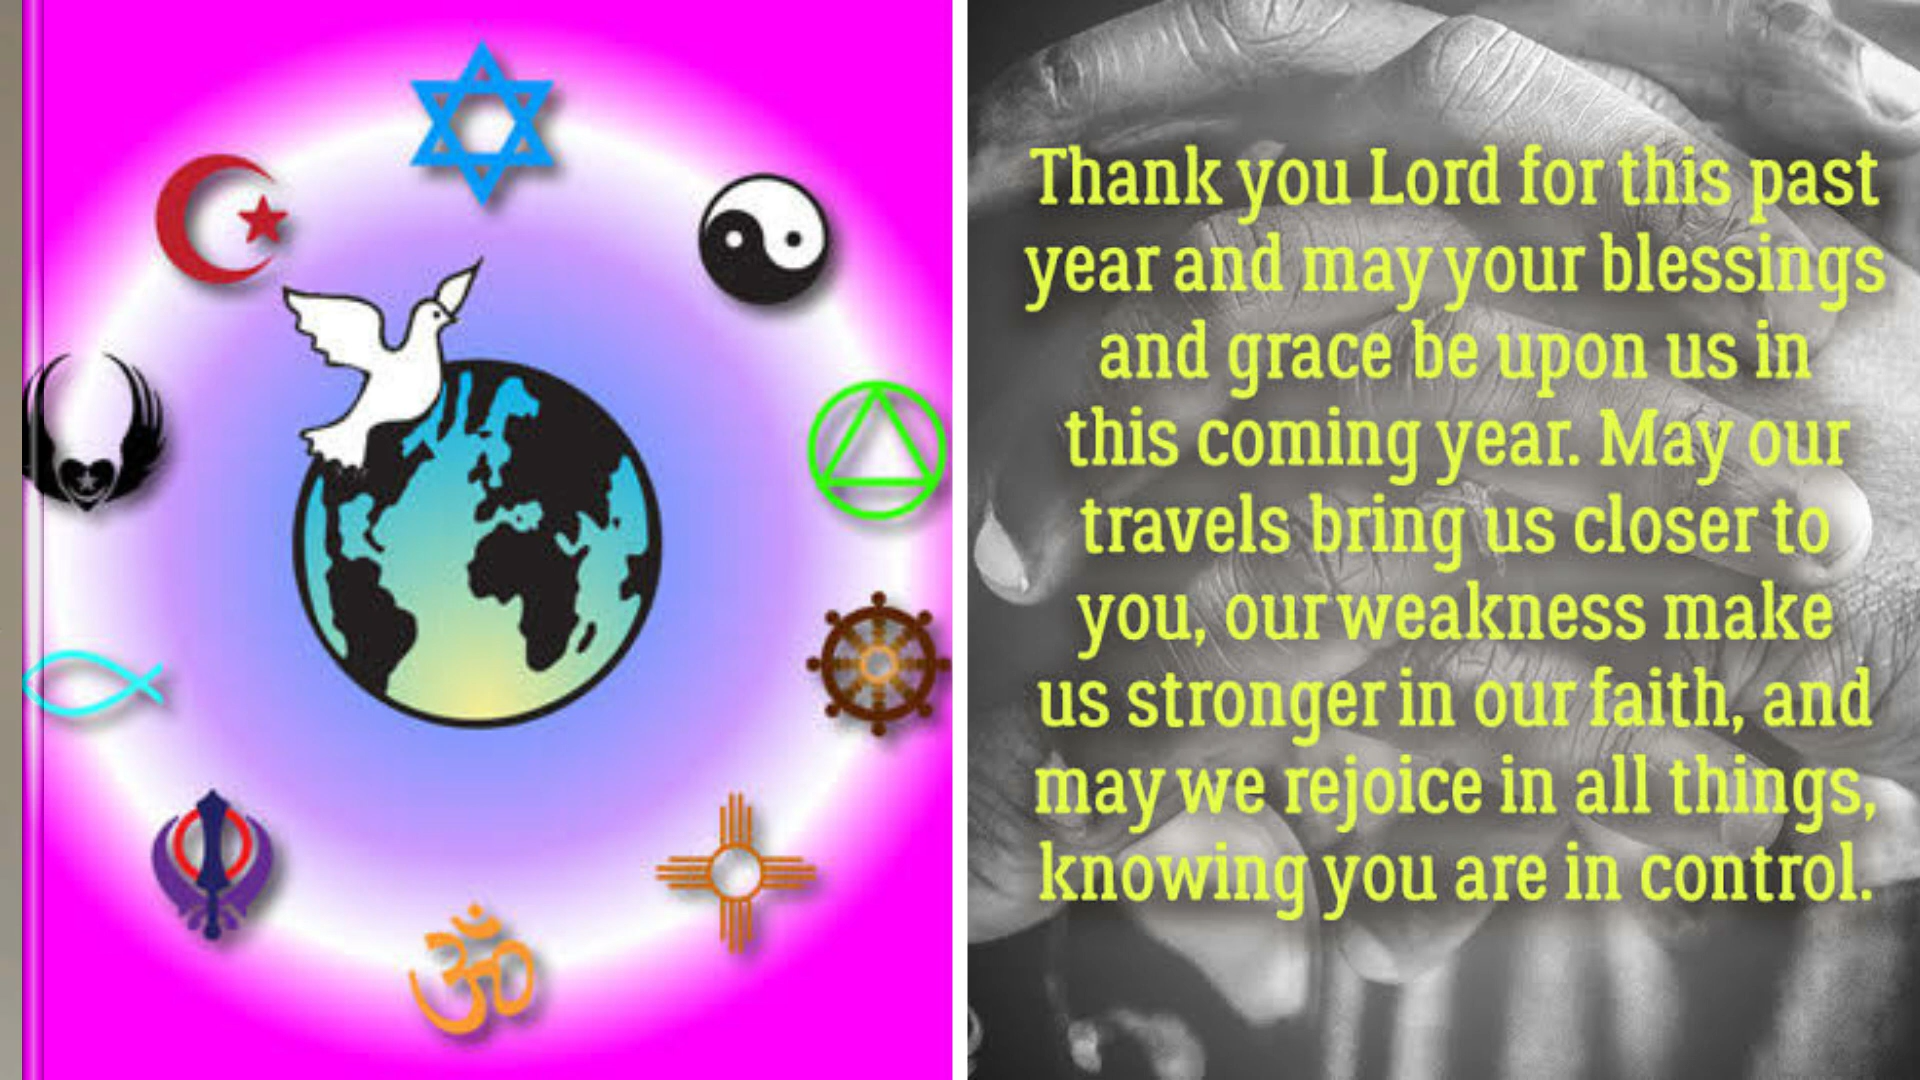 Thank you Lord for this past
year and may your blessings
and grace be upon us in
this coming year. May our
travels bring us closer to
you, our weakness make
us stronger in our faith, and
may we rejoice in all things,
knowing you are in control.
ॐ